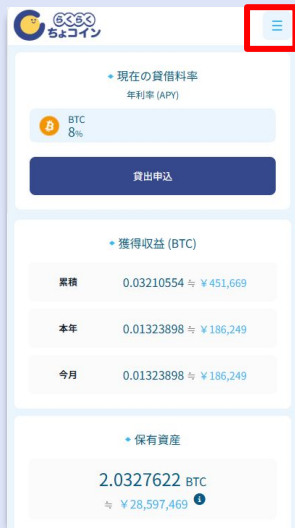 らくらく
ちょコイン
現在の貸借料率
年利率 (APY)
BTC
8%
貸出申込
獲得収益 (BTC)
累積 0.03210554 ≒ ¥451,669
本年 0.01323898 ≒ ¥186,249
今月 0.01323898 ≒ ¥186,249
保有資産
2.0327622 BTC
≒ ¥28,597,469